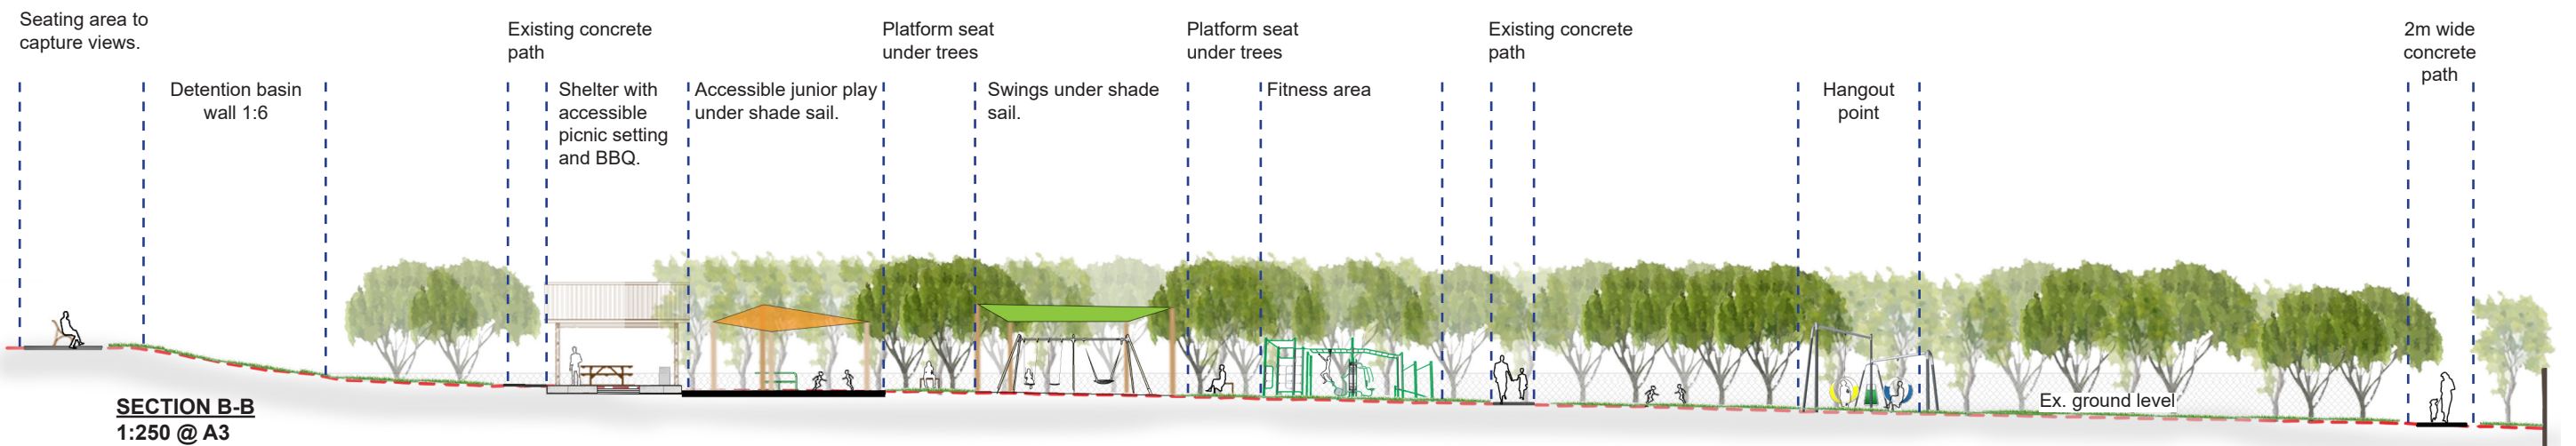 Seating area to
capture views.
Detention basin
wall 1:6
Existing concrete
path
Shelter with
accessible
picnic setting
and BBQ.
Accessible junior play
under shade sail.
Platform seat
under trees
Swings under shade
sail.
Platform seat
under trees
Fitness area
Existing concrete
path
Hangout
point
2m wide
concrete
path
Ex. ground level
SECTION B-B
1:250 @ A3